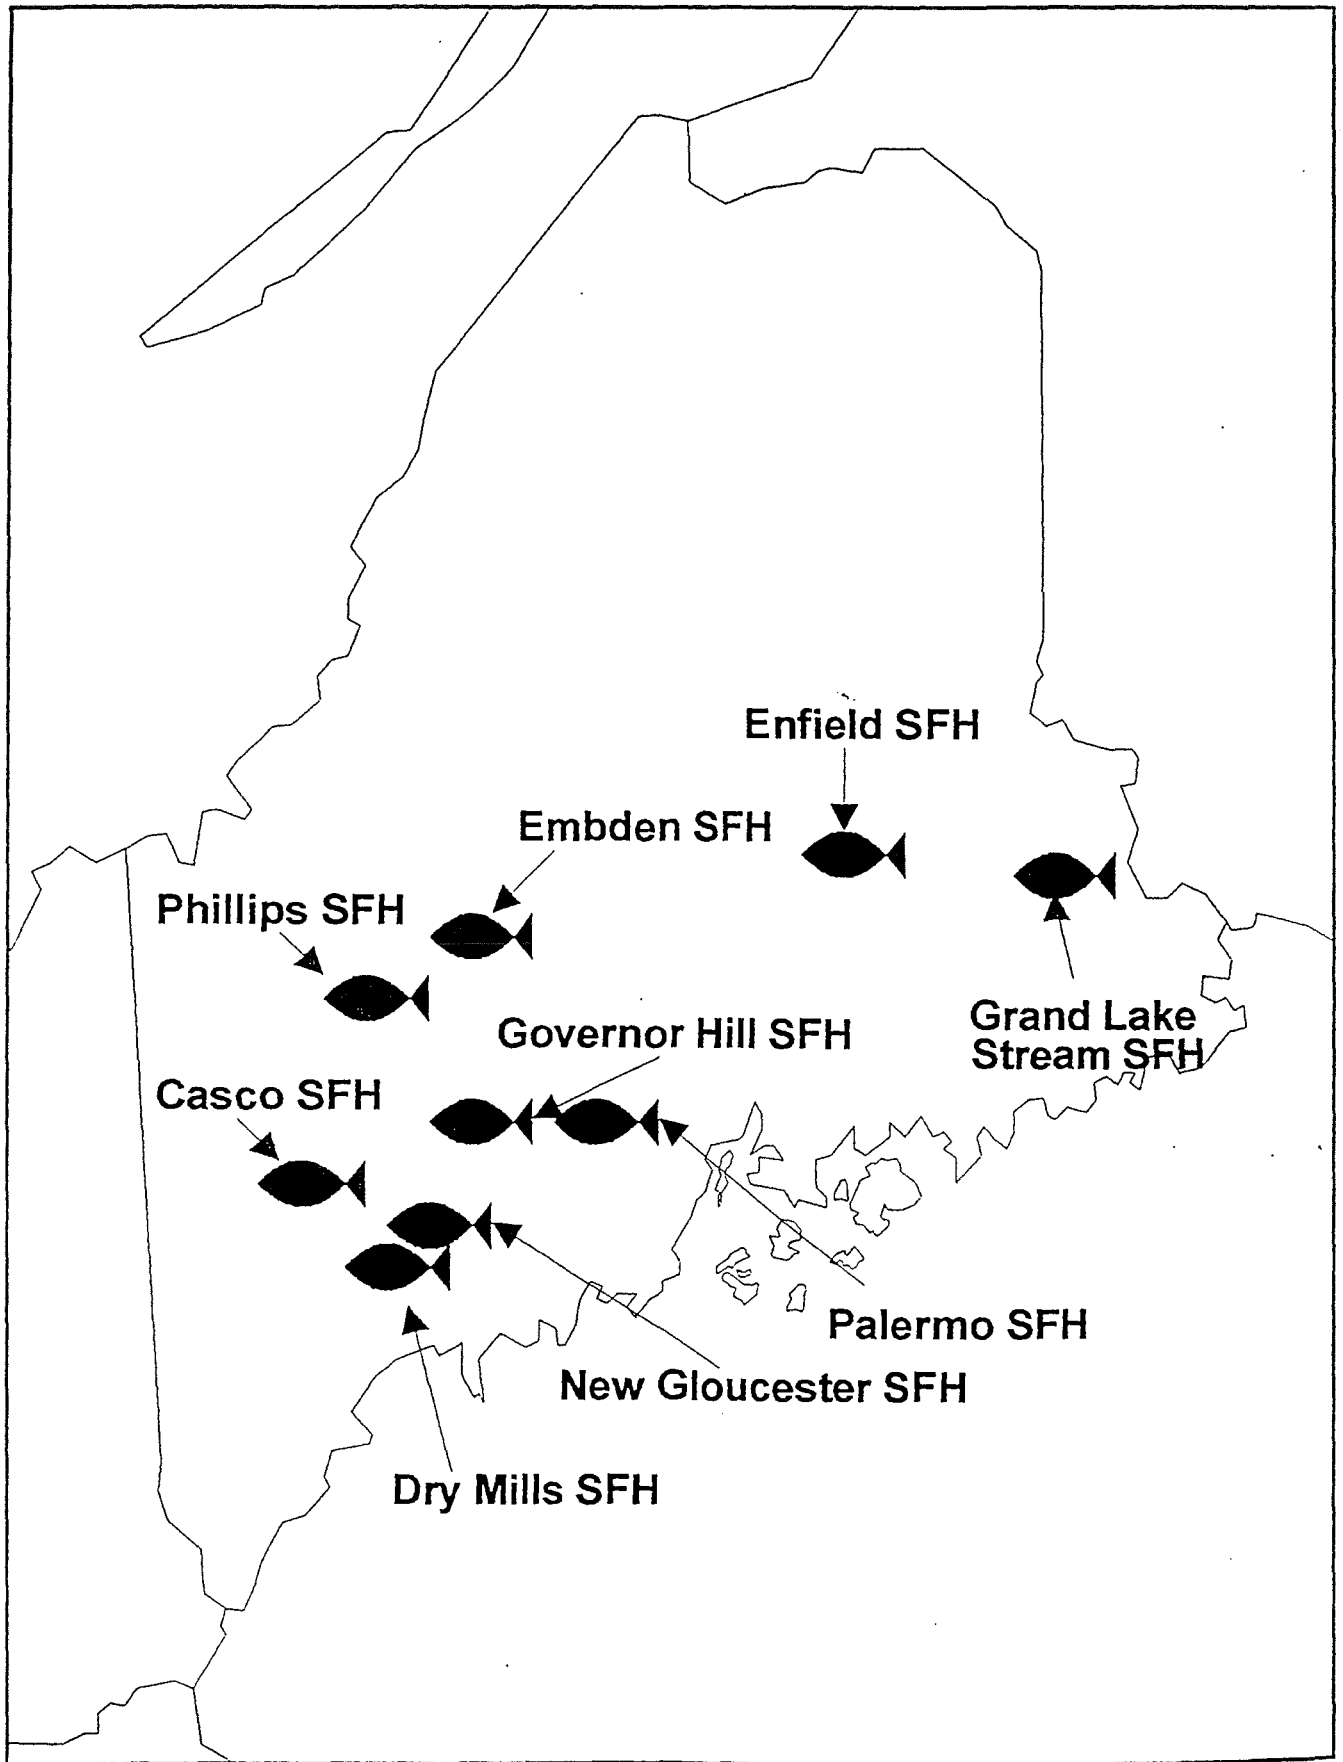 Enfield SFH
Embden SFH
Phillips SFH
Grand Lake
Stream SFH
Governor Hill SFH
Casco SFH
Palermo SFH
New Gloucester SFH
Dry Mills SFH